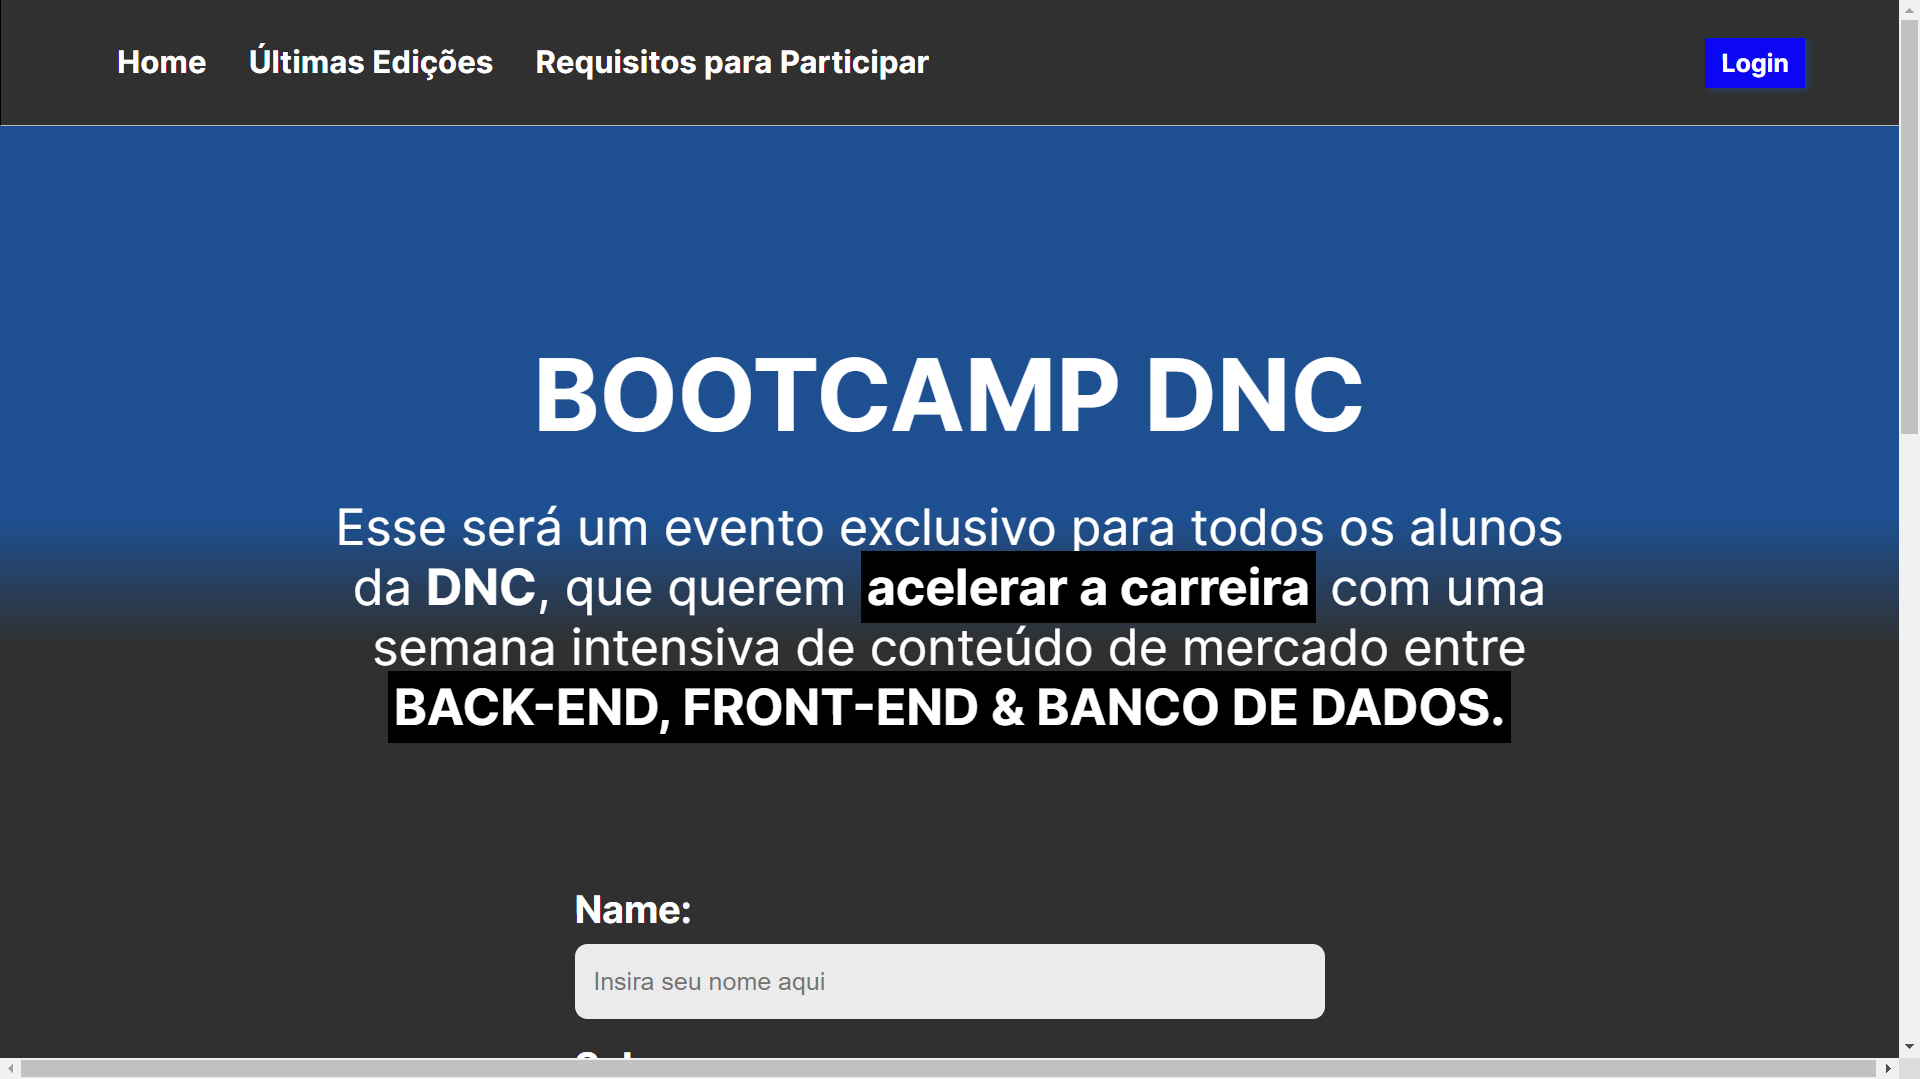 Home Últimas Edições Requisitos para Participar Login
BOOTCAMP DNC
Esse será um evento exclusivo para todos os alunos
da DNC, que querem acelerar a carreira com uma
semana intensiva de conteúdo de mercado entre
BACK-END, FRONT-END & BANCO DE DADOS.
Name:
Insira seu nome aqui